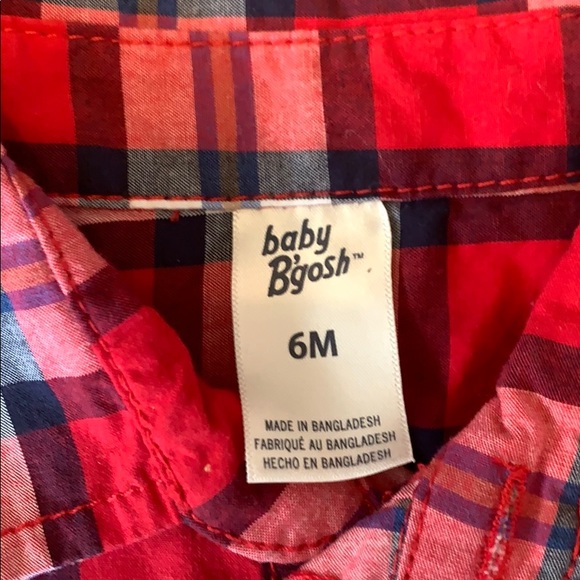 baby
B'gosh™
6M
MADE IN BANGLADESH
FABRIQUÉ AU BANGLADESH
HECHO EN BANGLADESH